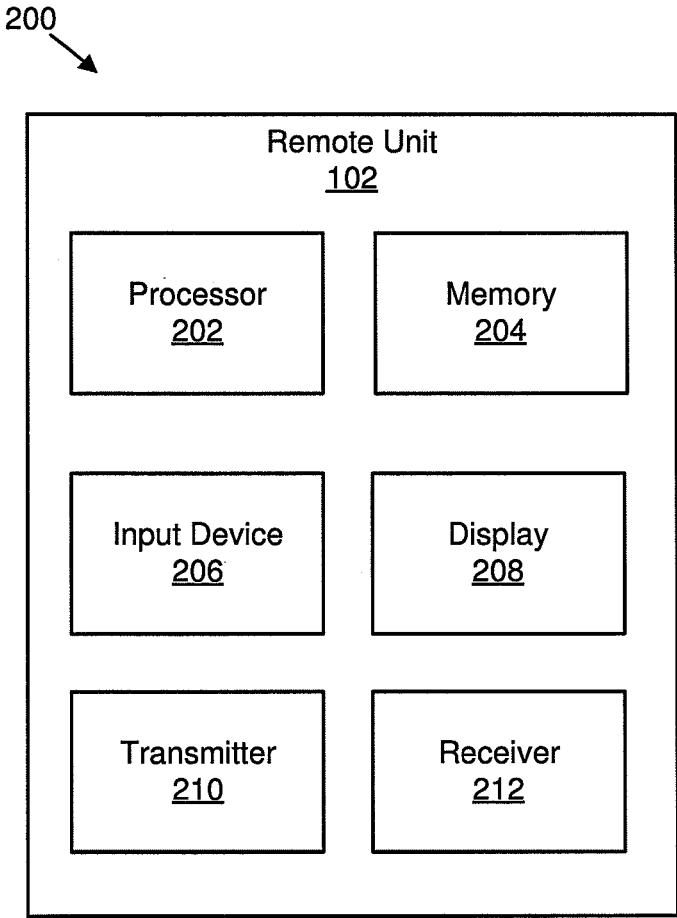 200
Remote Unit
102
Processor
202
Memory
204
Input Device
206
Display
208
Transmitter
210
Receiver
212